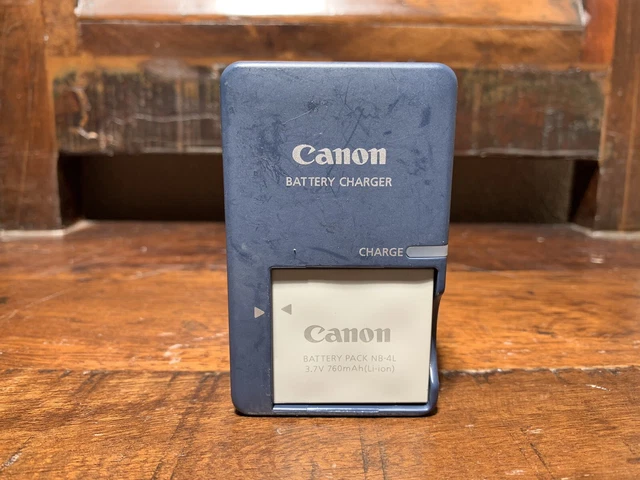 Canon
BATTERY CHARGER
CHARGE
Canon
BATTERY PACK NB-4L
3.7V 760mAh(Li-ion)